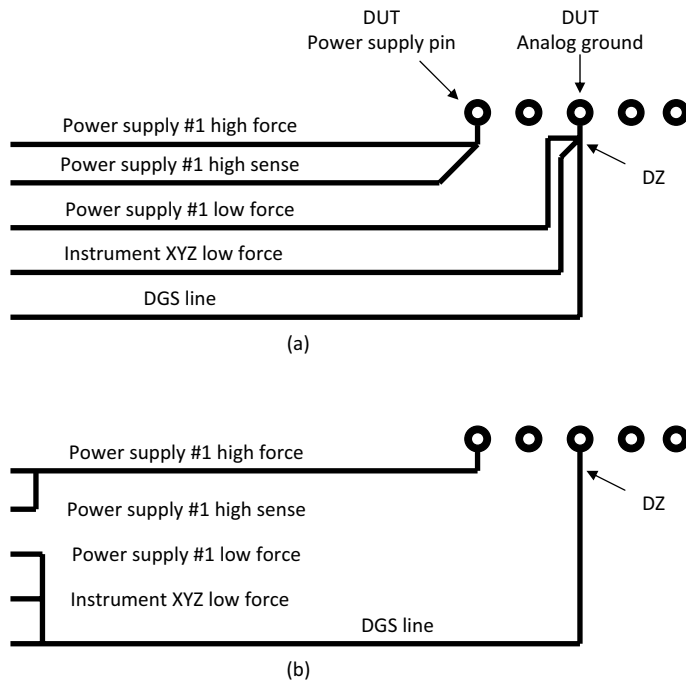 DUT
Power supply pin
DUT
Analog ground
Power supply #1 high force
Power supply #1 high sense
DZ
Power supply #1 low force
Instrument XYZ low force
DGS line
(a)
Power supply #1 high force
Power supply #1 high sense
DZ
Power supply #1 low force
Instrument XYZ low force
DGS line
(b)